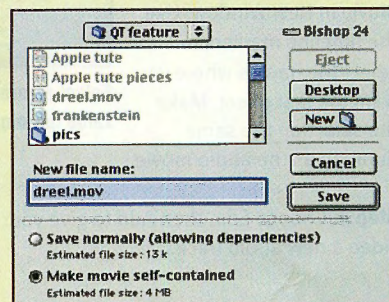 QT feature
Bishop 24
Apple tute
Apple tute pieces
dreel.mov
frankenstein
pics
Eject
Desktop
New
New file name:
dreel.mov
Cancel
Save
Save normally (allowing dependencies)
Estimated file size: 13 k
Make movie self-contained
Estimated file size: 4 MB